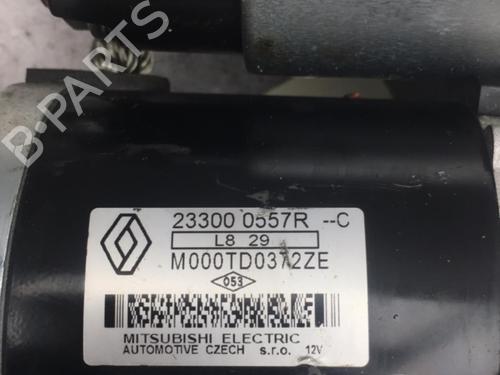 B-PARTS
23300 0557R --C
L8 29
M000TD0372ZE
053
MITSUBISHI ELECTRIC
AUTOMOTIVE CZECH s.r.o. 12V